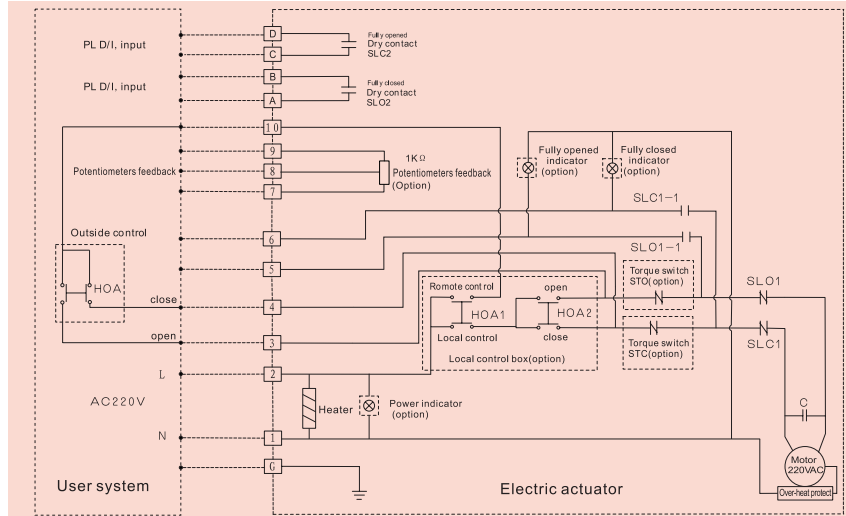 D
Fully opened
PL D/I, input
Dry contact
C
SLC2
B
Fully closed
PL D/I, input
Dry contact
A
SLO2
10
9
1KΩ
Fully opened
indicator
(option)
Fully closed
indicator
(option)
Potentiometers feedback
8
Potentiometers feedback
(Option)
7
SLC1-1
Outside control
6
SLO1-1
5
Torque switch
STO(option)
HOA
Romote control
open
SLO1
close
4
HOA1
HOA2
open
3
Local control
close
SLC1
Torque switch
STC(option)
Local control box(option)
L
2
AC220V
Heater
Power indicator
(option)
C
N
1
Motor
220VAC
G
User system
Electric actuator
Over-heat protect